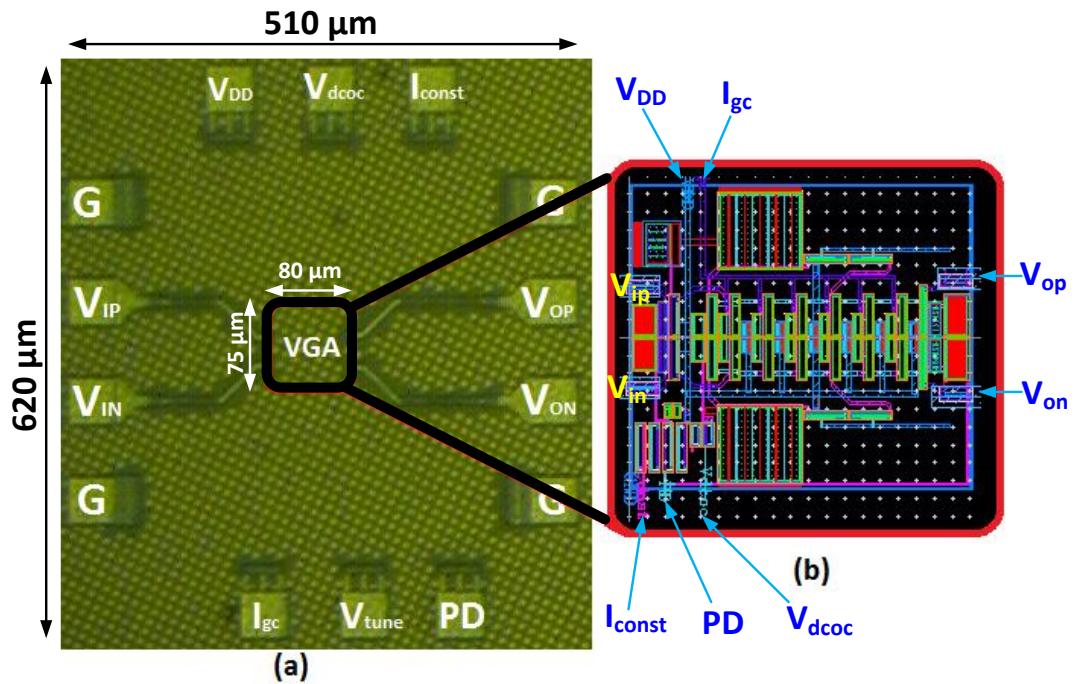 510 µm
620 µm
VDD Vdcoc Iconst
G G
80 µm
75 µm
VIP VOP
VGA
VIN VON
G G
Igc Vtune PD
(a)
VDD Igc
Vip Vop
Vin Von
Iconst PD Vdcoc
(b)